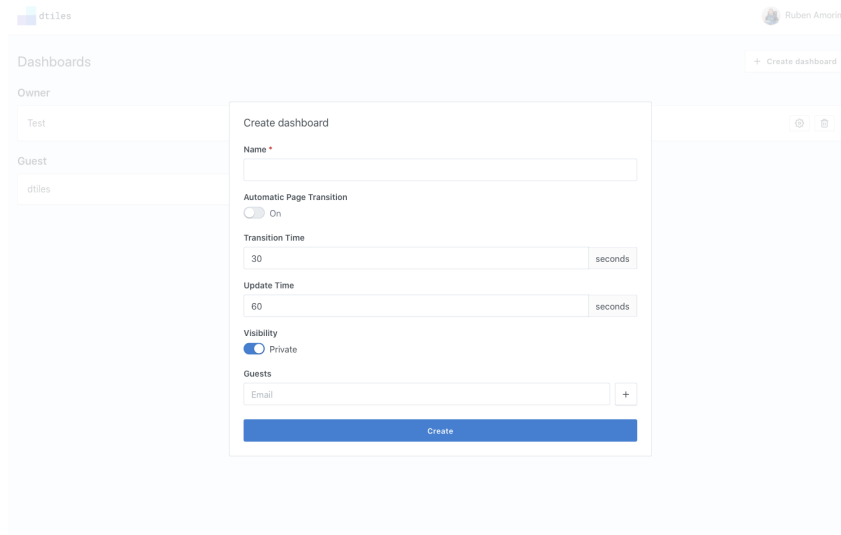 dtiles
Ruben Amorim
Dashboards
+ Create dashboard
Owner
Test
Guest
dtiles
Create dashboard
Name *
Automatic Page Transition
On
Transition Time
30 seconds
Update Time
60 seconds
Visibility
Private
Guests
Email +
Create